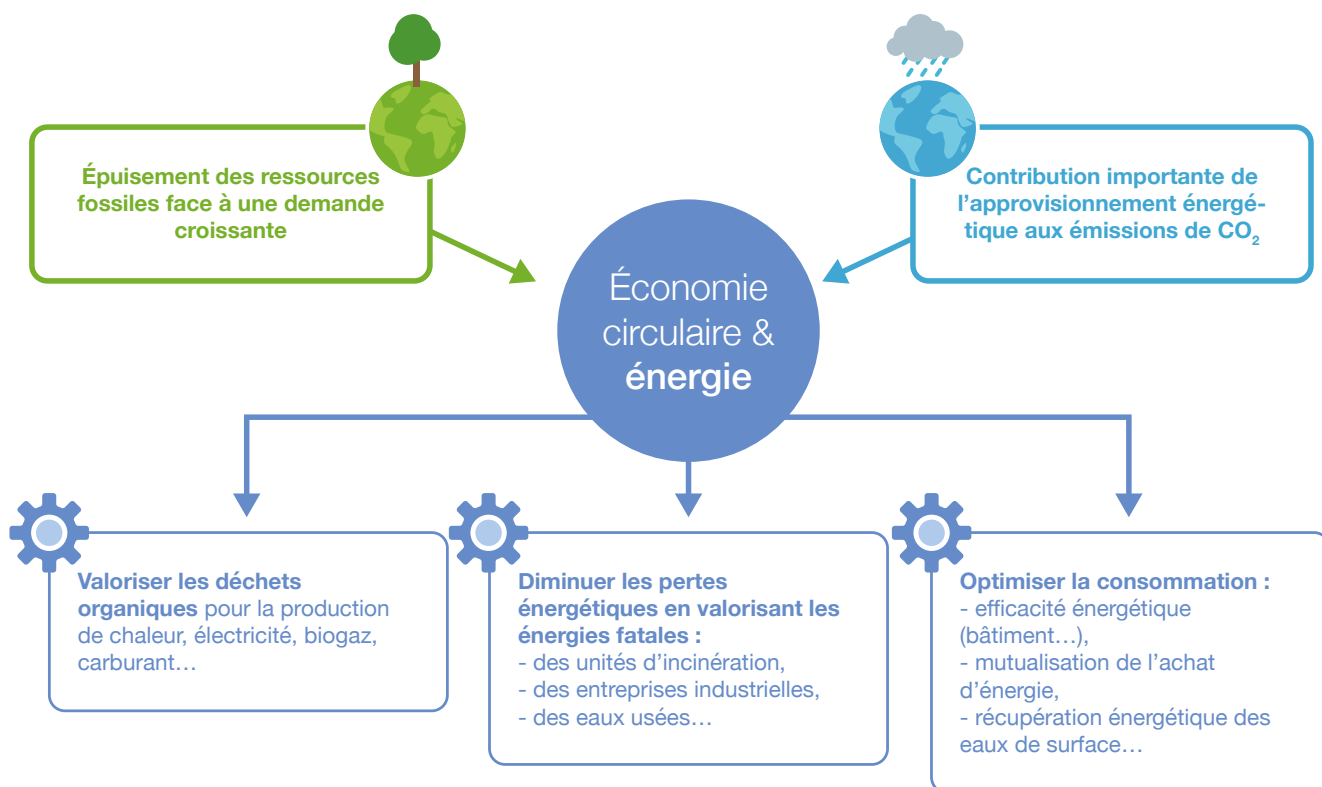 Épuisement des ressources
fossiles face à une demande
croissante
Contribution importante de
l’approvisionnement énergé-
tique aux émissions de CO₂
Économie
circulaire &
énergie
Valoriser les déchets
organiques pour la production
de chaleur, électricité, biogaz,
carburant…
Diminuer les pertes
énergétiques en valorisant les
énergies fatales :
- des unités d’incinération,
- des entreprises industrielles,
- des eaux usées…
Optimiser la consommation :
- efficacité énergétique
(bâtiment…),
- mutualisation de l’achat
d’énergie,
- récupération énergétique des
eaux de surface…